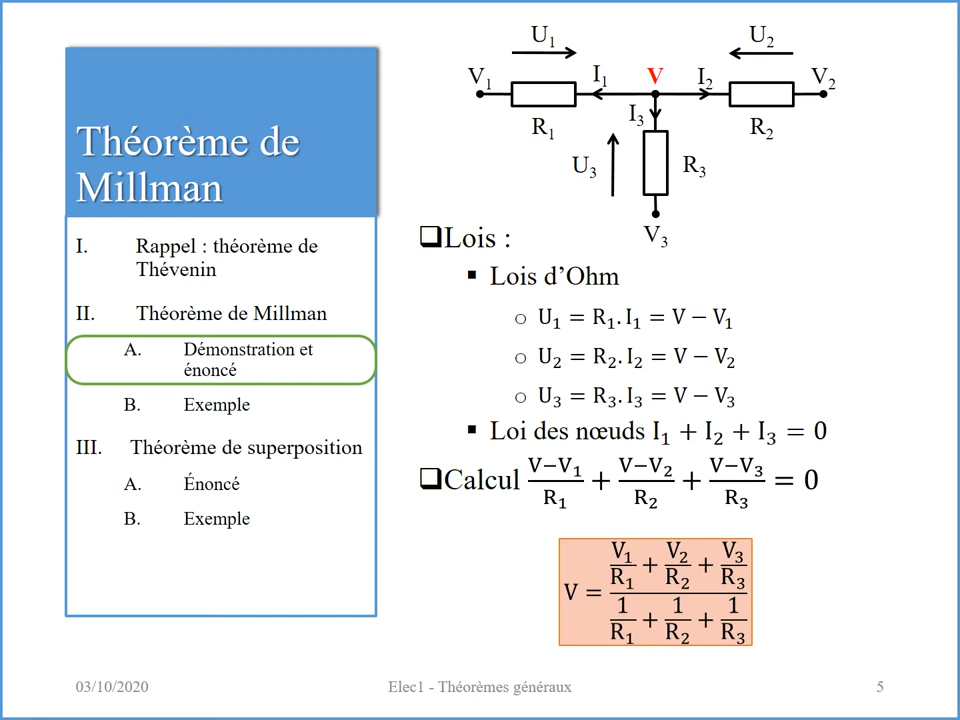 Théorème de
Millman
I. Rappel : théorème de
Thévenin
II. Théorème de Millman
A. Démonstration et
énoncé
B. Exemple
III. Théorème de superposition
A. Énoncé
B. Exemple
U₁ U₂
V₁ I₁ V I₂ V₂
R₁ I₃ R₂
U₃ R₃
V₃
❑Lois :
▪ Lois d’Ohm
○ U₁ = R₁. I₁ = V − V₁
○ U₂ = R₂. I₂ = V − V₂
○ U₃ = R₃. I₃ = V − V₃
▪ Loi des nœuds I₁ + I₂ + I₃ = 0
❑Calcul (V−V₁)/R₁ + (V−V₂)/R₂ + (V−V₃)/R₃ = 0
V = (V₁/R₁ + V₂/R₂ + V₃/R₃)/(1/R₁ + 1/R₂ + 1/R₃)
03/10/2020 Elec1 - Théorèmes généraux 5